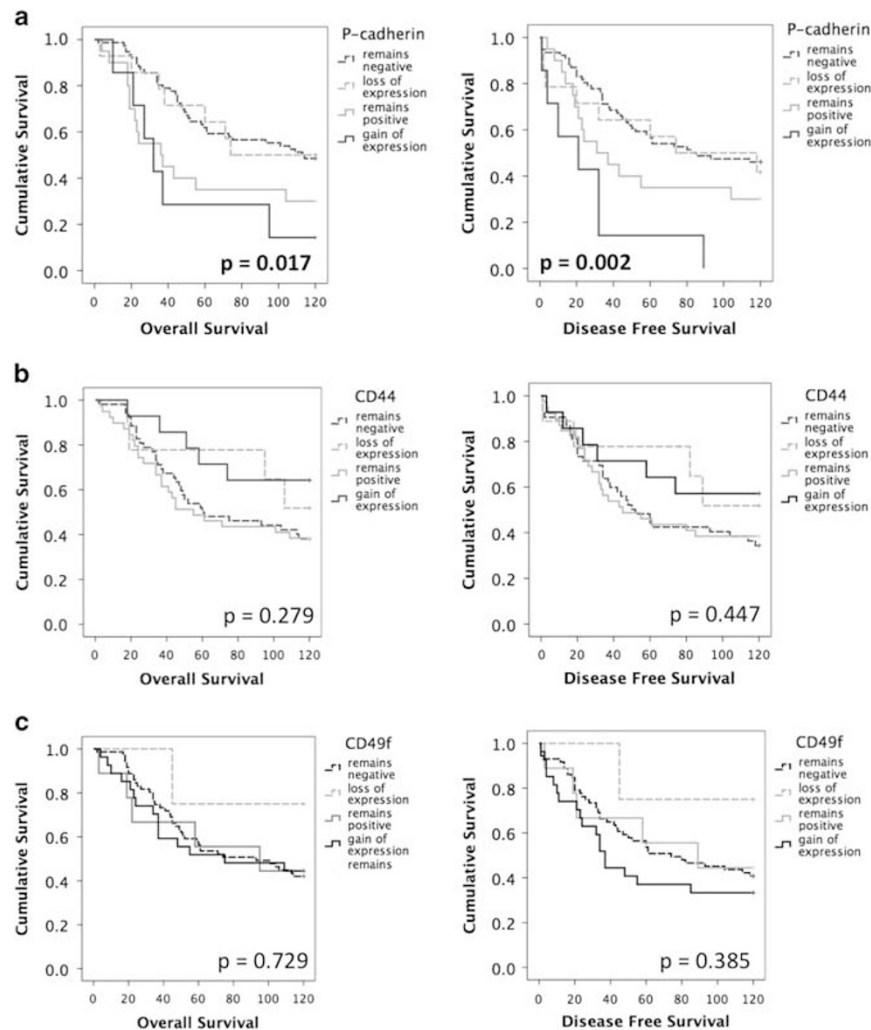 a
P-cadherin
remains
negative
loss of
expression
remains
positive
gain of
expression
Cumulative Survival
1.0
0.8
0.6
0.4
0.2
0.0
p = 0.017
0 20 40 60 80 100 120
Overall Survival
P-cadherin
remains
negative
loss of
expression
remains
positive
gain of
expression
Cumulative Survival
1.0
0.8
0.6
0.4
0.2
0.0
p = 0.002
0 20 40 60 80 100 120
Disease Free Survival
b
CD44
remains
negative
loss of
expression
remains
positive
gain of
expression
Cumulative Survival
1.0
0.8
0.6
0.4
0.2
0.0
p = 0.279
0 20 40 60 80 100 120
Overall Survival
CD44
remains
negative
loss of
expression
remains
positive
gain of
expression
Cumulative Survival
1.0
0.8
0.6
0.4
0.2
0.0
p = 0.447
0 20 40 60 80 100 120
Disease Free Survival
c
CD49f
remains
negative
loss of
expression
remains
positive
gain of
expression
remains
Cumulative Survival
1.0
0.8
0.6
0.4
0.2
0.0
p = 0.729
0 20 40 60 80 100 120
Overall Survival
CD49f
remains
negative
loss of
expression
remains
positive
gain of
expression
Cumulative Survival
1.0
0.8
0.6
0.4
0.2
0.0
p = 0.385
0 20 40 60 80 100 120
Disease Free Survival